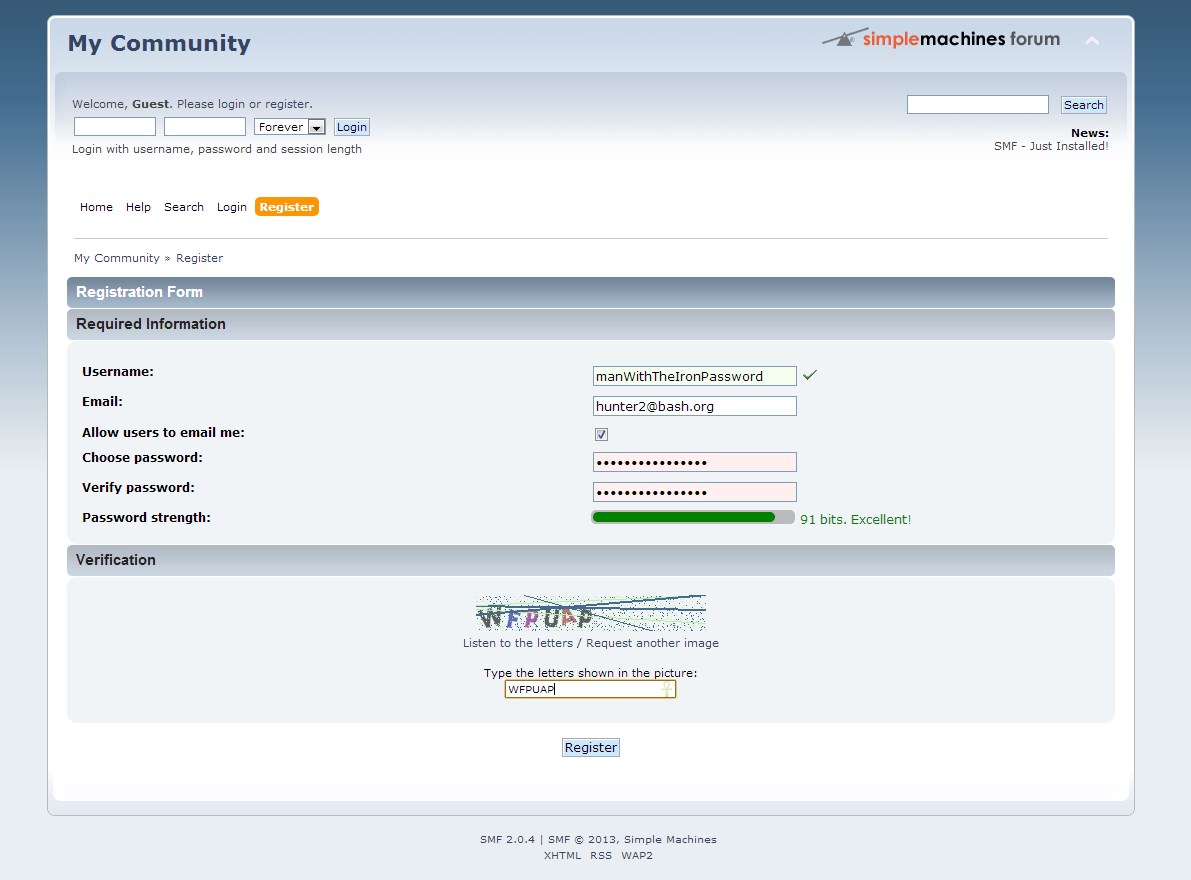 My Community
simplemachines forum
Welcome, Guest. Please login or register.
Search
Forever Login
News:
Login with username, password and session length
SMF - Just Installed!
Home Help Search Login Register
My Community » Register
Registration Form
Required Information
Username: manWithTheIronPassword
Email: hunter2@bash.org
Allow users to email me:
Choose password: ••••••••••••••••
Verify password: ••••••••••••••••
Password strength: 91 bits. Excellent!
Verification
WFPUAP
Listen to the letters / Request another image
Type the letters shown in the picture:
WFPUAP
Register
SMF 2.0.4 | SMF © 2013, Simple Machines
XHTML RSS WAP2